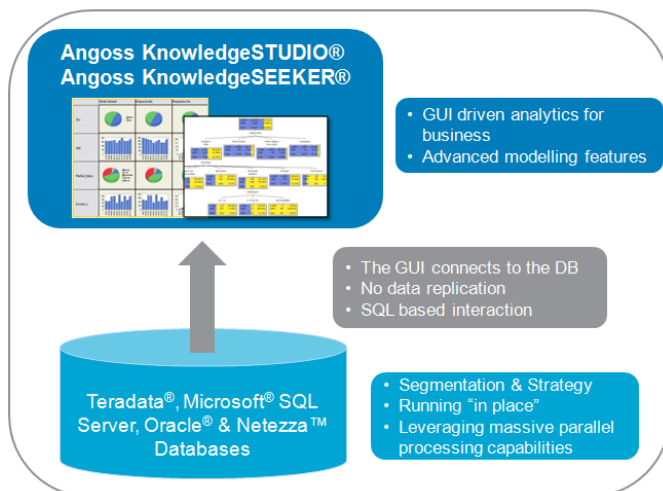 Angoss KnowledgeSTUDIO®
Angoss KnowledgeSEEKER®
• GUI driven analytics for
business
• Advanced modelling features
• The GUI connects to the DB
• No data replication
• SQL based interaction
Teradata®, Microsoft® SQL
Server, Oracle® & Netezza™
Databases
• Segmentation & Strategy
• Running “in place”
• Leveraging massive parallel
processing capabilities